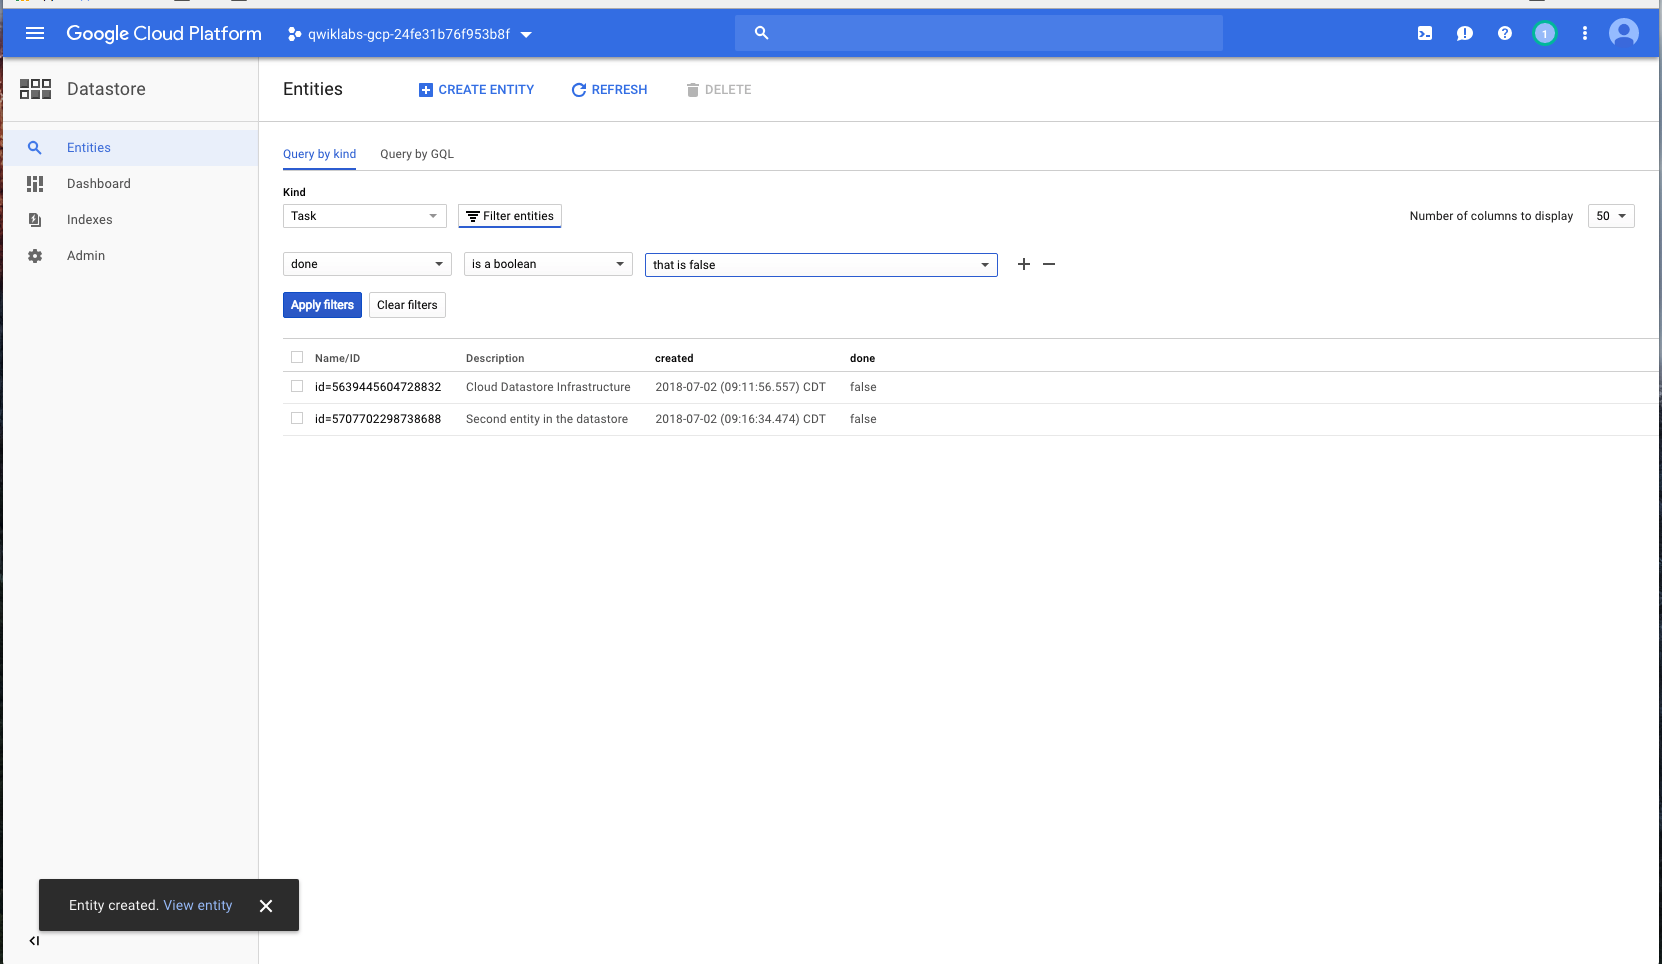 Google Cloud Platform qwiklabs-gcp-24fe31b76f953b8f 1
Datastore
Entities
Dashboard
Indexes
Admin
Entities CREATE ENTITY REFRESH DELETE
Query by kind Query by GQL
Kind
Task Filter entities Number of columns to display 50
done is a boolean that is false
Apply filters Clear filters
Name/ID Description created done
id=5639445604728832 Cloud Datastore Infrastructure 2018-07-02 (09:11:56.557) CDT false
id=5707702298738688 Second entity in the datastore 2018-07-02 (09:16:34.474) CDT false
Entity created. View entity